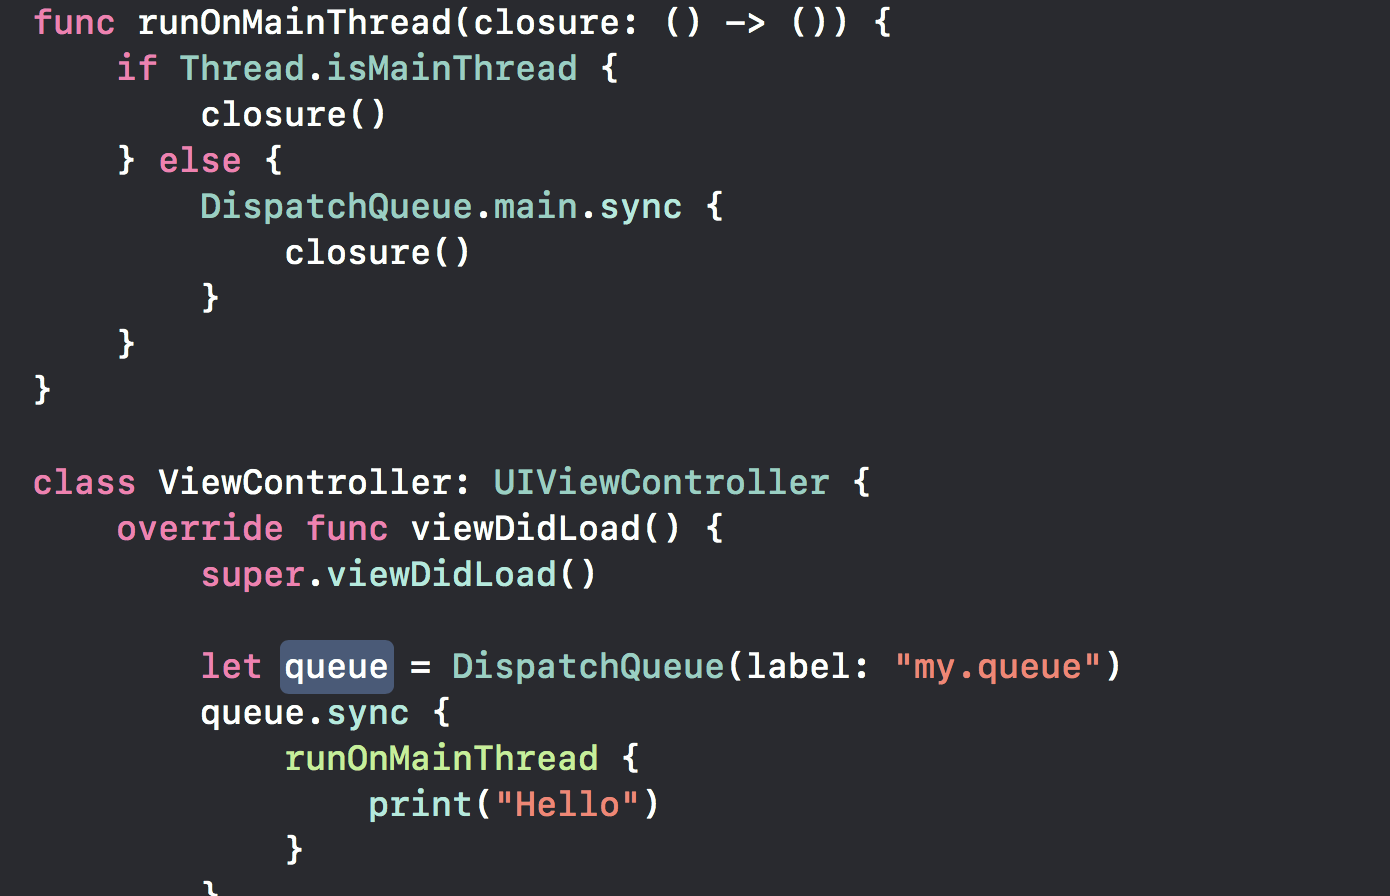 func runOnMainThread(closure: () -> ()) {
    if Thread.isMainThread {
        closure()
    } else {
        DispatchQueue.main.sync {
            closure()
        }
    }
}

class ViewController: UIViewController {
    override func viewDidLoad() {
        super.viewDidLoad()

        let queue = DispatchQueue(label: "my.queue")
        queue.sync {
            runOnMainThread {
                print("Hello")
            }
        }